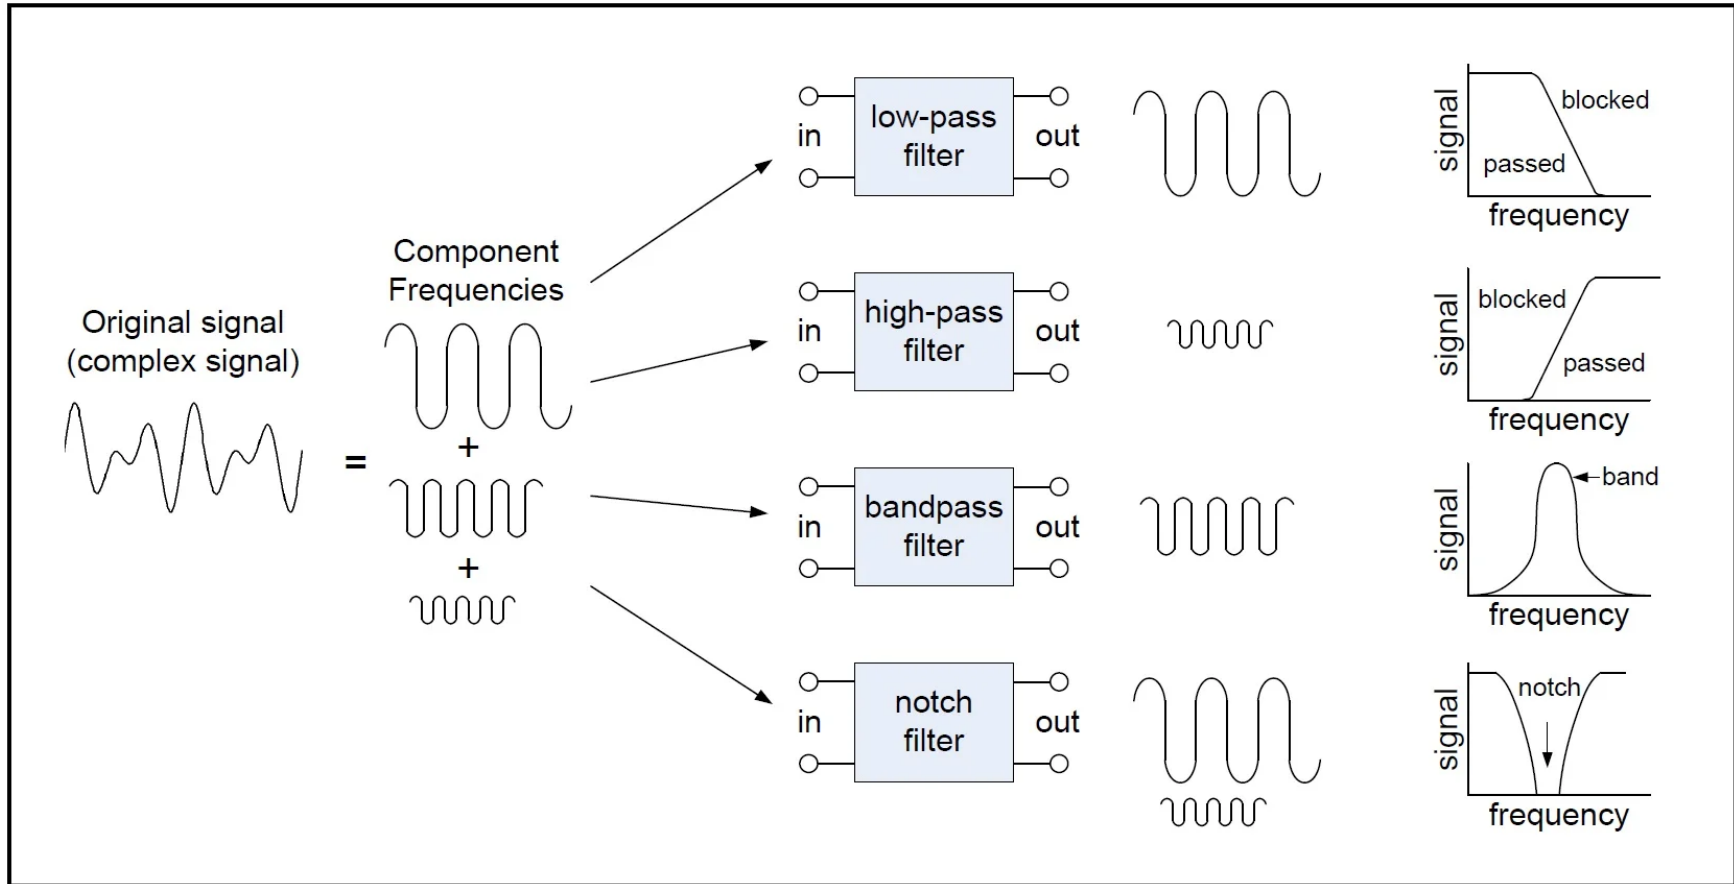 Original signal
(complex signal)
=
Component
Frequencies
+
+
in
low-pass
filter
out
signal
blocked
passed
frequency
in
high-pass
filter
out
signal
blocked
passed
frequency
in
bandpass
filter
out
signal
band
frequency
in
notch
filter
out
signal
notch
frequency